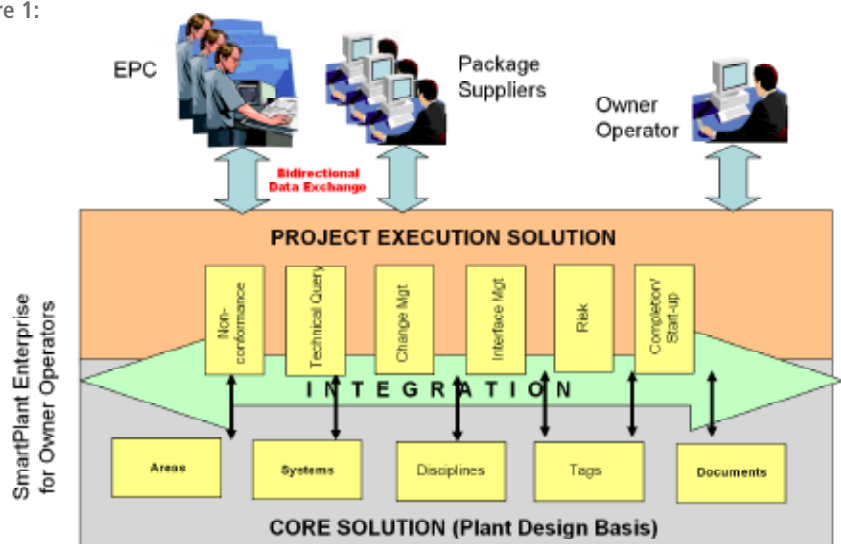 re 1:
EPC
Package
Suppliers
Owner
Operator
Bidirectional
Data Exchange
PROJECT EXECUTION SOLUTION
Non-
conformance
Technical Query
Change Mgt
Interface Mgt
Risk
Completion/
Start-up
INTEGRATION
SmartPlant Enterprise
for Owner Operators
Areas
Systems
Disciplines
Tags
Documents
CORE SOLUTION (Plant Design Basis)